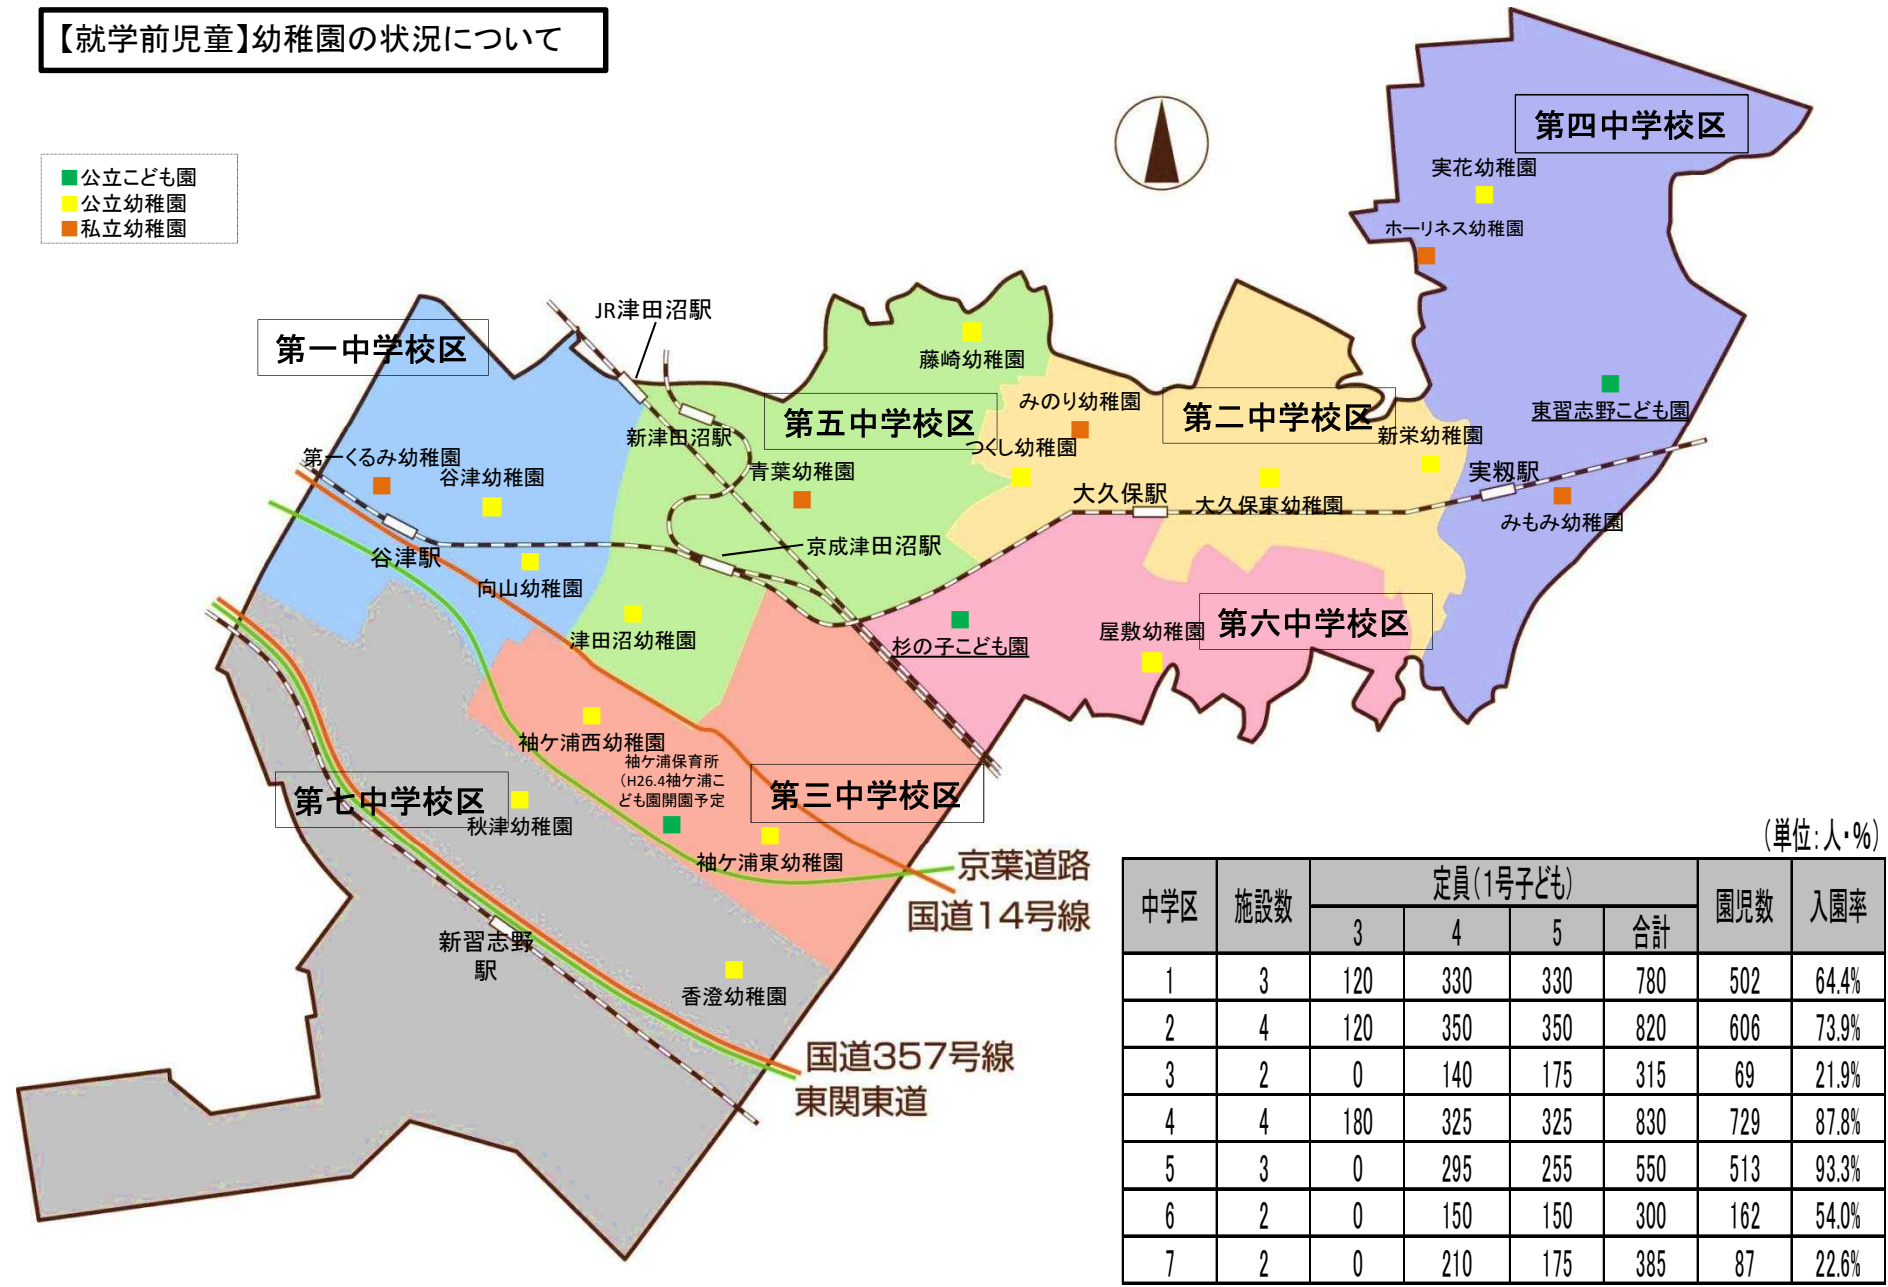 【就学前児童】幼稚園の状況について
公立こども園
公立幼稚園
私立幼稚園
第四中学校区
実花幼稚園
ホーリネス幼稚園
JR津田沼駅
第一中学校区
藤崎幼稚園
東習志野こども園
みのり幼稚園
第五中学校区
第二中学校区
新津田沼駅
つくし幼稚園
新栄幼稚園
第一くるみ幼稚園
谷津幼稚園
青葉幼稚園
実籾駅
大久保駅
大久保東幼稚園
みもみ幼稚園
谷津駅
京成津田沼駅
向山幼稚園
津田沼幼稚園
杉の子こども園
屋敷幼稚園
第六中学校区
袖ケ浦西幼稚園
袖ケ浦保育所
（H26.4袖ケ浦こ
ども園開園予定
第三中学校区
第七中学校区
秋津幼稚園
袖ケ浦東幼稚園
京葉道路
国道14号線
新習志野
駅
香澄幼稚園
国道357号線
東関東道
（単位：人・％）
中学区 施設数 定員（1号子ども） 園児数 入園率
3 4 5 合計
1 3 120 330 330 780 502 64.4%
2 4 120 350 350 820 606 73.9%
3 2 0 140 175 315 69 21.9%
4 4 180 325 325 830 729 87.8%
5 3 0 295 255 550 513 93.3%
6 2 0 150 150 300 162 54.0%
7 2 0 210 175 385 87 22.6%